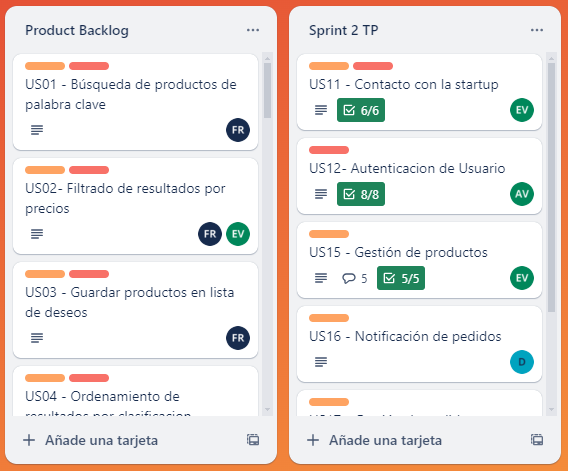 Product Backlog
US01 - Búsqueda de productos de
palabra clave
FR
US02- Filtrado de resultados por
precios
FR EV
US03 - Guardar productos en lista
de deseos
FR
US04 - Ordenamiento de
resultados por clasificacion
Añade una tarjeta
Sprint 2 TP
US11 - Contacto con la startup
6/6 EV
US12- Autenticacion de Usuario
8/8 AV
US15 - Gestión de productos
5 5/5 EV
US16 - Notificación de pedidos
D
Añade una tarjeta